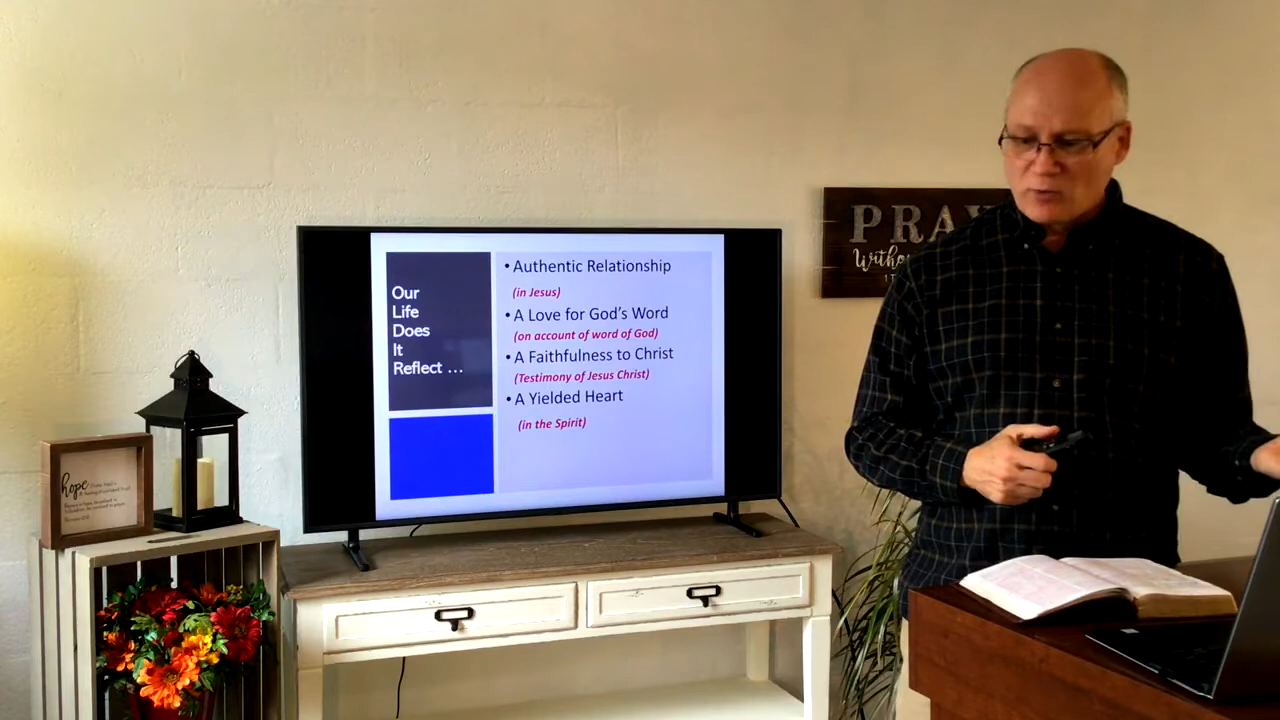 Our
Life
Does
It
Reflect ...
• Authentic Relationship
(in Jesus)
• A Love for God's Word
(on account of word of God)
• A Faithfulness to Christ
(Testimony of Jesus Christ)
• A Yielded Heart
(in the Spirit)
PRAY
hope